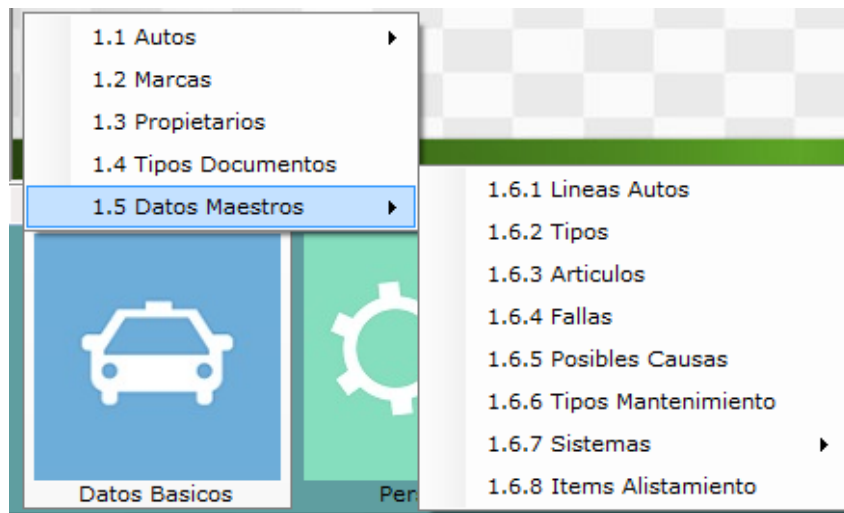 1.1 Autos
1.2 Marcas
1.3 Propietarios
1.4 Tipos Documentos
1.5 Datos Maestros
1.6.1 Lineas Autos
1.6.2 Tipos
1.6.3 Articulos
1.6.4 Fallas
1.6.5 Posibles Causas
1.6.6 Tipos Mantenimiento
1.6.7 Sistemas
1.6.8 Items Alistamiento
Datos Basicos
Per